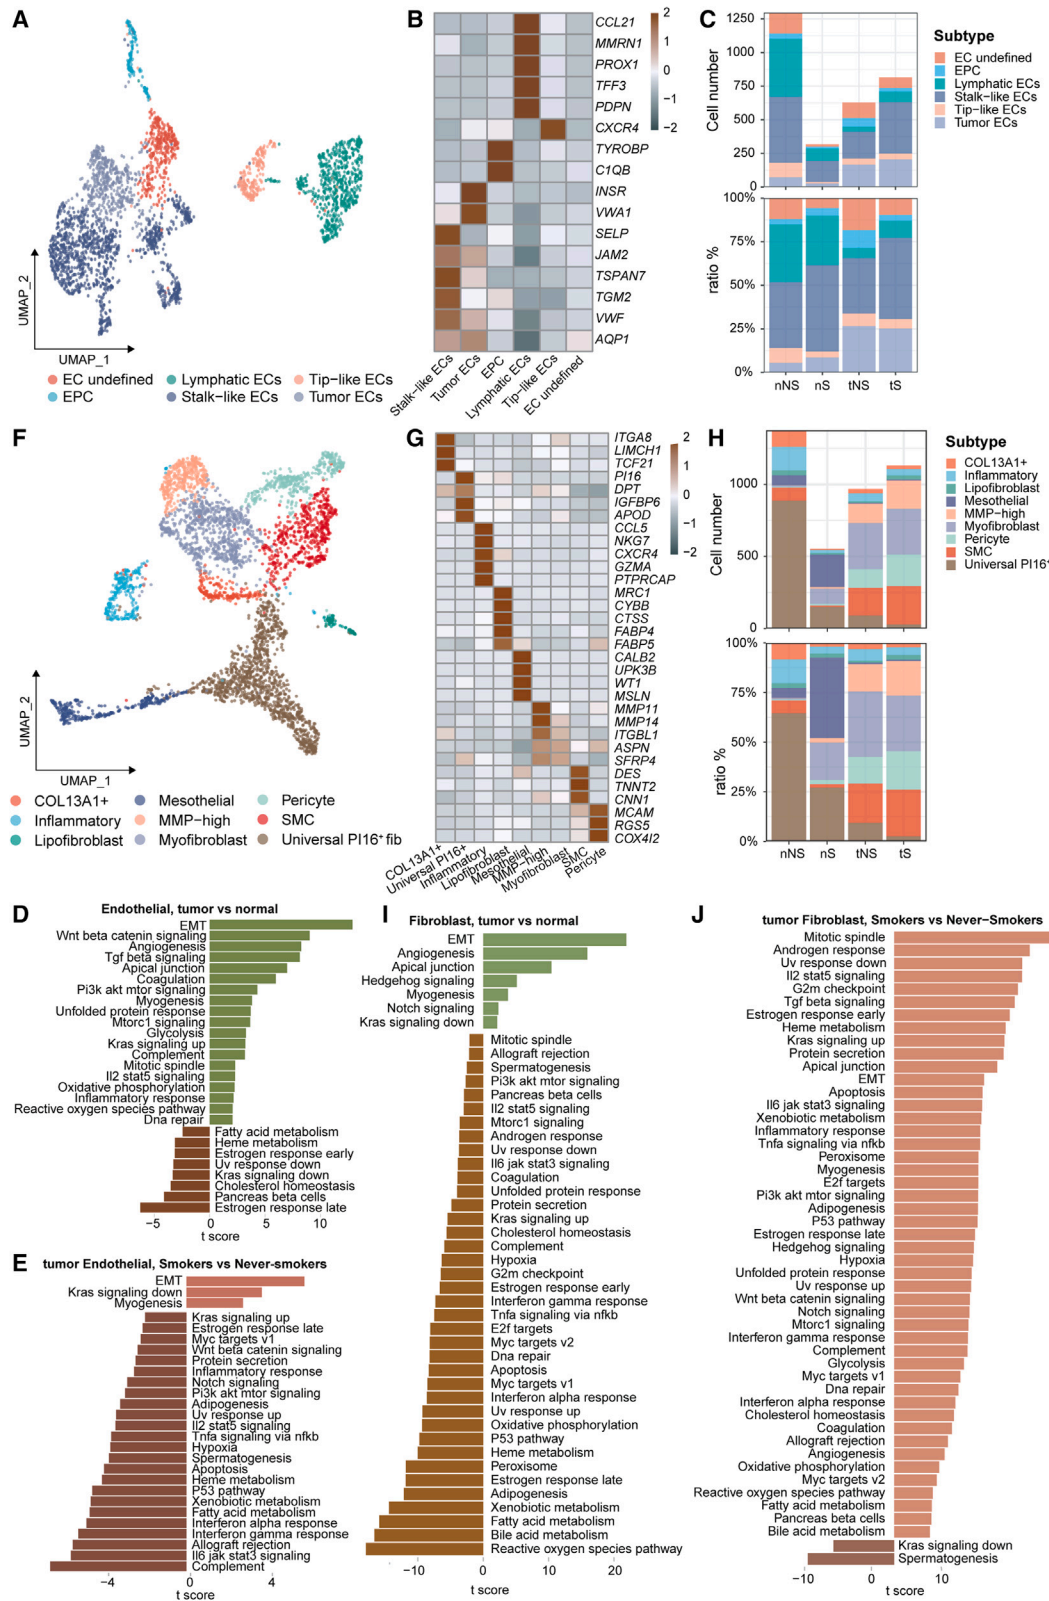 A
UMAP_2
UMAP_1
EC undefined
Lymphatic ECs
Tip-like ECs
EPC
Stalk-like ECs
Tumor ECs
B
CCL21
MMRN1
PROX1
TFF3
PDPN
CXCR4
TYROBP
C1QB
INSR
VWA1
SELP
JAM2
TSPAN7
TGM2
VWF
AQP1
2
1
0
−1
−2
Stalk-like ECs
Tumor ECs
EPC
Lymphatic ECs
Tip-like ECs
EC undefined
C
Cell number
1250
1000
750
500
250
0
ratio %
100%
75%
50%
25%
0%
nNS
nS
tNS
tS
Subtype
EC undefined
EPC
Lymphatic ECs
Stalk-like ECs
Tip-like ECs
Tumor ECs
F
UMAP_2
UMAP_1
COL13A1+
Mesothelial
Pericyte
Inflammatory
MMP-high
SMC
Lipofibroblast
Myofibroblast
Universal PI16+ fib
G
ITGA8
LIMCH1
TCF21
PI16
DPT
IGFBP6
APOD
CCL5
NKG7
CXCR4
GZMA
PTPRCAP
MRC1
CYBB
CTSS
FABP4
FABP5
CALB2
UPK3B
WT1
MSLN
MMP11
MMP14
ITGBL1
ASPN
SFRP4
DES
TNNT2
CNN1
MCAM
RGS5
COX4I2
2
1
0
−1
−2
COL13A1+
Universal PI16+
Inflammatory
Lipofibroblast
Mesothelial
MMP-high
Myofibroblast
SMC
Pericyte
H
Cell number
1000
500
0
ratio %
100%
75%
50%
25%
0%
nNS
nS
tNS
tS
Subtype
COL13A1+
Inflammatory
Lipofibroblast
Mesothelial
MMP−high
Myofibroblast
Pericyte
SMC
Universal PI16+
D
Endothelial, tumor vs normal
EMT
Wnt beta catenin signaling
Angiogenesis
Tgf beta signaling
Apical junction
Coagulation
Pi3k akt mtor signaling
Myogenesis
Unfolded protein response
Mtorc1 signaling
Glycolysis
Kras signaling up
Complement
Mitotic spindle
Il2 stat5 signaling
Oxidative phosphorylation
Inflammatory response
Reactive oxygen species pathway
Dna repair
Fatty acid metabolism
Heme metabolism
Estrogen response early
Uv response down
Kras signaling down
Cholesterol homeostasis
Pancreas beta cells
Estrogen response late
−5
0
5
10
t score
E
tumor Endothelial, Smokers vs Never-smokers
EMT
Kras signaling down
Myogenesis
Kras signaling up
Estrogen response late
Myc targets v1
Wnt beta catenin signaling
Protein secretion
Inflammatory response
Notch signaling
Pi3k akt mtor signaling
Adipogenesis
Uv response up
Il2 stat5 signaling
Tnfa signaling via nfkb
Hypoxia
Spermatogenesis
Apoptosis
Heme metabolism
P53 pathway
Xenobiotic metabolism
Fatty acid metabolism
Interferon alpha response
Interferon gamma response
Allograft rejection
Il6 jak stat3 signaling
Complement
−4
0
4
t score
I
Fibroblast, tumor vs normal
EMT
Angiogenesis
Apical junction
Hedgehog signaling
Myogenesis
Notch signaling
Kras signaling down
Mitotic spindle
Allograft rejection
Spermatogenesis
Pi3k akt mtor signaling
Pancreas beta cells
Il2 stat5 signaling
Mtorc1 signaling
Androgen response
Uv response down
Il6 jak stat3 signaling
Coagulation
Unfolded protein response
Protein secretion
Kras signaling up
Cholesterol homeostasis
Complement
Hypoxia
G2m checkpoint
Estrogen response early
Interferon gamma response
Tnfa signaling via nfkb
E2f targets
Myc targets v2
Dna repair
Apoptosis
Myc targets v1
Interferon alpha response
Uv response up
Oxidative phosphorylation
P53 pathway
Heme metabolism
Peroxisome
Estrogen response late
Adipogenesis
Xenobiotic metabolism
Fatty acid metabolism
Bile acid metabolism
Reactive oxygen species pathway
−10
0
10
20
t score
J
tumor Fibroblast, Smokers vs Never−Smokers
Mitotic spindle
Androgen response
Uv response down
Il2 stat5 signaling
G2m checkpoint
Tgf beta signaling
Estrogen response early
Heme metabolism
Kras signaling up
Protein secretion
Apical junction
EMT
Apoptosis
Il6 jak stat3 signaling
Xenobiotic metabolism
Inflammatory response
Tnfa signaling via nfkb
Peroxisome
Myogenesis
E2f targets
Pi3k akt mtor signaling
Adipogenesis
P53 pathway
Estrogen response late
Hedgehog signaling
Hypoxia
Unfolded protein response
Uv response up
Wnt beta catenin signaling
Notch signaling
Mtorc1 signaling
Interferon gamma response
Complement
Glycolysis
Myc targets v1
Dna repair
Interferon alpha response
Cholesterol homeostasis
Coagulation
Allograft rejection
Angiogenesis
Oxidative phosphorylation
Myc targets v2
Reactive oxygen species pathway
Fatty acid metabolism
Pancreas beta cells
Bile acid metabolism
Kras signaling down
Spermatogenesis
−10
0
10
t score